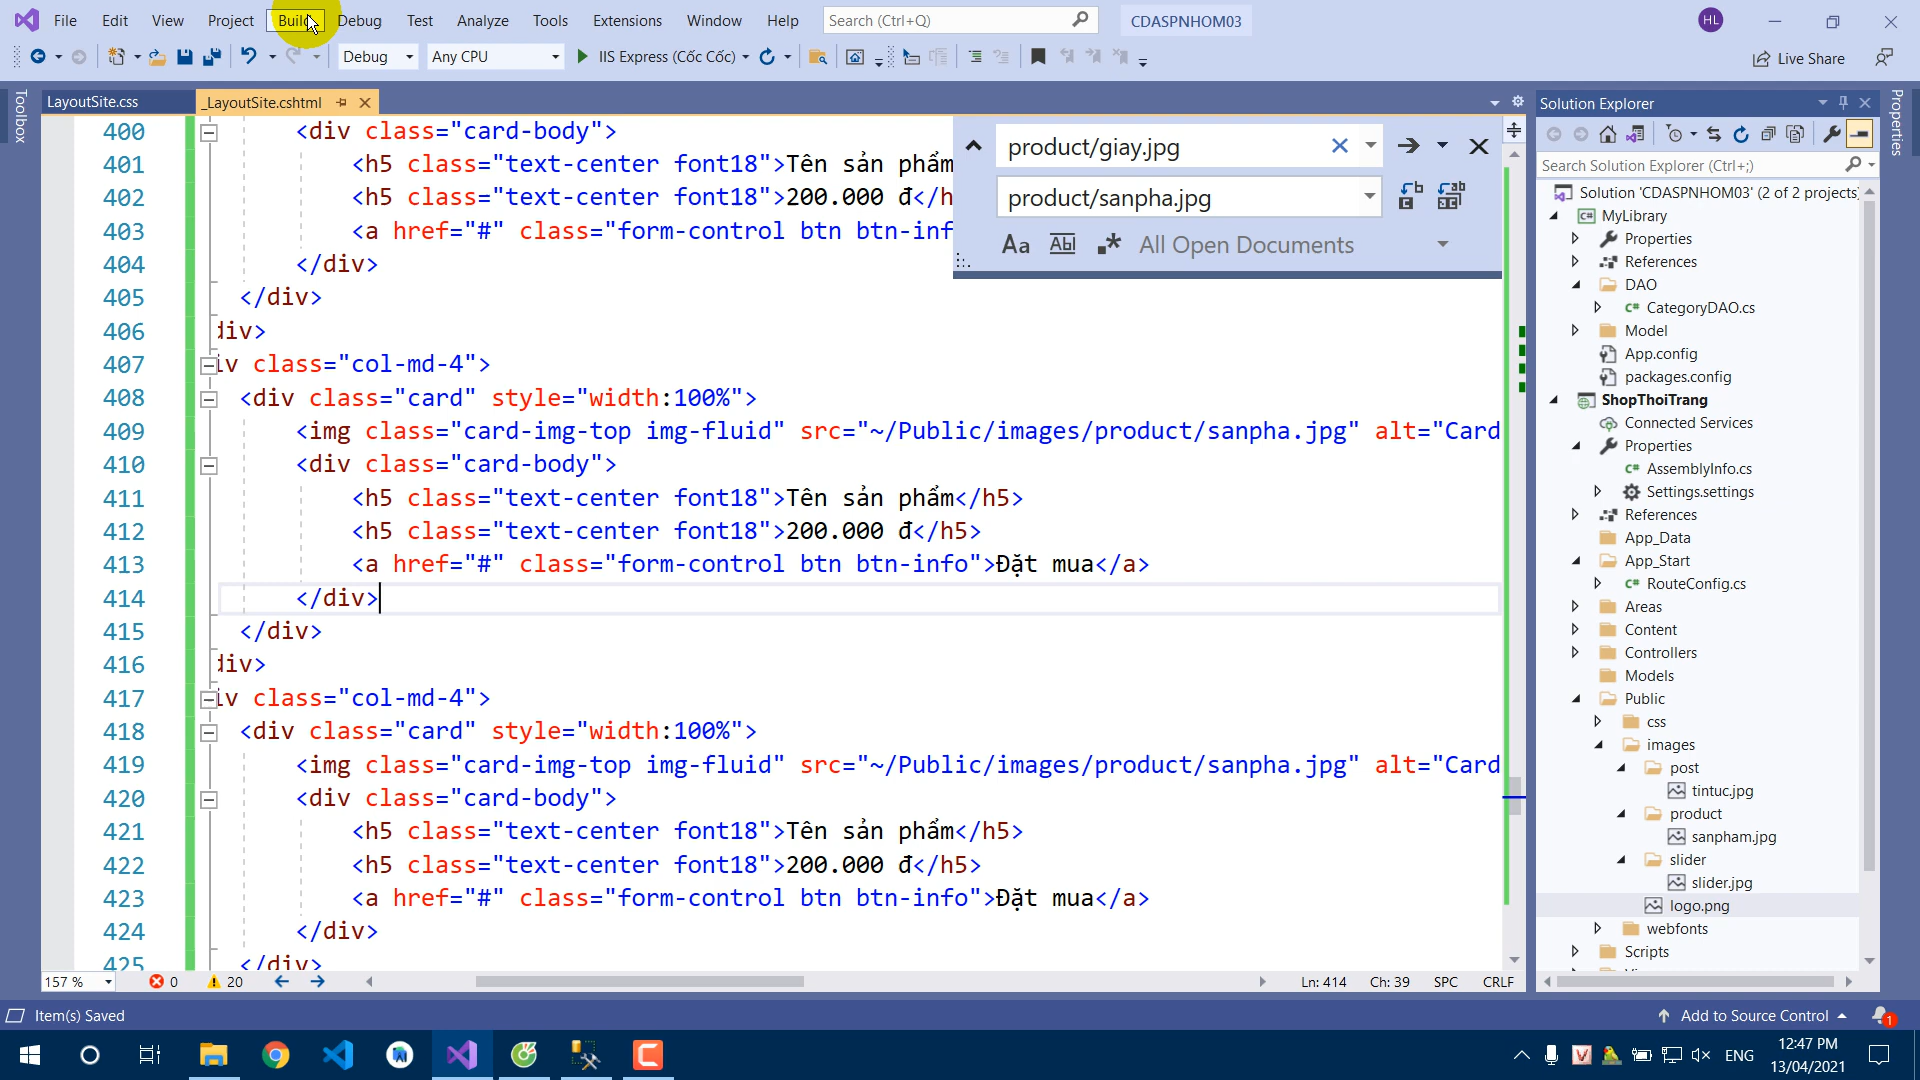 File Edit View Project Build Debug Test Analyze Tools Extensions Window Help Search (Ctrl+Q) CDASPNHOM03 HL
Debug Any CPU IIS Express (Cốc Cốc) Live Share
Toolbox
LayoutSite.css _LayoutSite.cshtml
product/giay.jpg
product/sanpha.jpg
Aa Abl .* All Open Documents
400 <div class="card-body">
401 <h5 class="text-center font18">Tên sản phẩm
402 <h5 class="text-center font18">200.000 đ</h
403 <a href="#" class="form-control btn btn-inf
404 </div>
405 </div>
406 div>
407 iv class="col-md-4">
408 <div class="card" style="width:100%">
409 <img class="card-img-top img-fluid" src="~/Public/images/product/sanpha.jpg" alt="Card
410 <div class="card-body">
411 <h5 class="text-center font18">Tên sản phẩm</h5>
412 <h5 class="text-center font18">200.000 đ</h5>
413 <a href="#" class="form-control btn btn-info">Đặt mua</a>
414 </div>
415 </div>
416 div>
417 iv class="col-md-4">
418 <div class="card" style="width:100%">
419 <img class="card-img-top img-fluid" src="~/Public/images/product/sanpha.jpg" alt="Card
420 <div class="card-body">
421 <h5 class="text-center font18">Tên sản phẩm</h5>
422 <h5 class="text-center font18">200.000 đ</h5>
423 <a href="#" class="form-control btn btn-info">Đặt mua</a>
424 </div>
425 </div>
157 % 0 20 Ln: 414 Ch: 39 SPC CRLF
Solution Explorer
Search Solution Explorer (Ctrl+;)
Solution 'CDASPNHOM03' (2 of 2 projects)
C# MyLibrary
Properties
References
DAO
C# CategoryDAO.cs
Model
App.config
packages.config
ShopThoiTrang
Connected Services
Properties
C# AssemblyInfo.cs
Settings.settings
References
App_Data
App_Start
C# RouteConfig.cs
Areas
Content
Controllers
Models
Public
css
images
post
tintuc.jpg
product
sanpham.jpg
slider
slider.jpg
logo.png
webfonts
Scripts
Properties
Item(s) Saved Add to Source Control 1
ENG 12:47 PM
13/04/2021